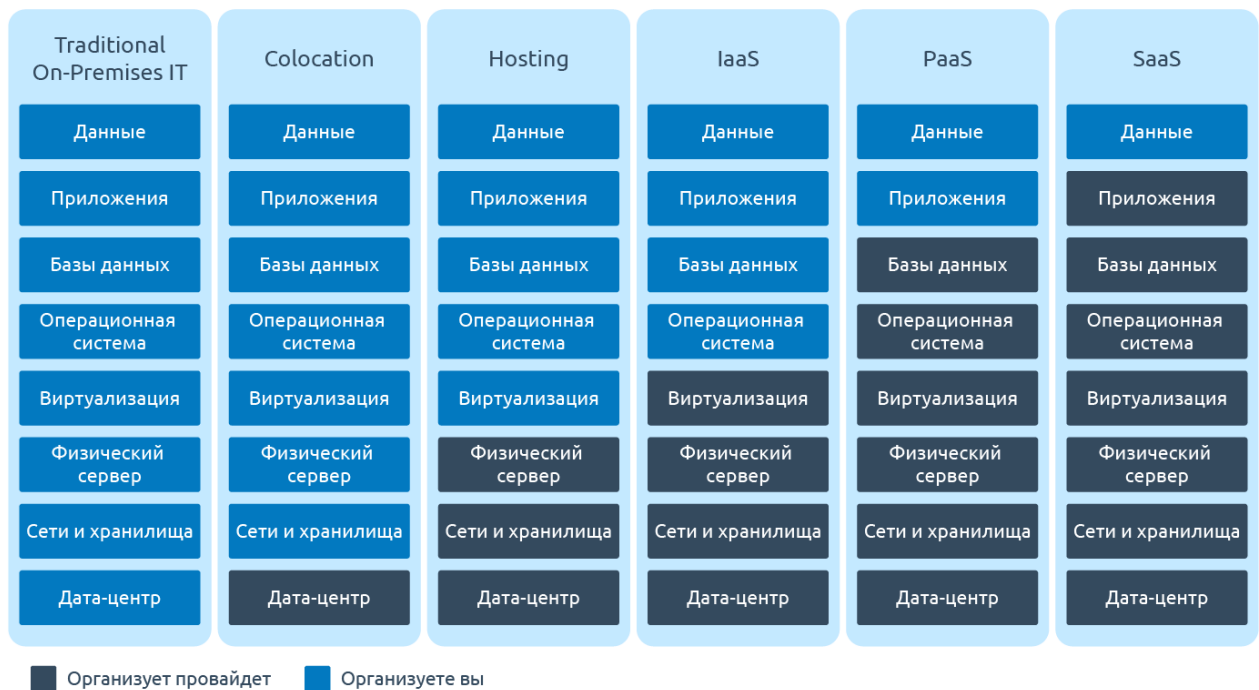 Traditional
On-Premises IT
Данные
Приложения
Базы данных
Операционная
система
Виртуализация
Физический
сервер
Сети и хранилища
Дата-центр
Colocation
Данные
Приложения
Базы данных
Операционная
система
Виртуализация
Физический
сервер
Сети и хранилища
Дата-центр
Hosting
Данные
Приложения
Базы данных
Операционная
система
Виртуализация
Физический
сервер
Сети и хранилища
Дата-центр
IaaS
Данные
Приложения
Базы данных
Операционная
система
Виртуализация
Физический
сервер
Сети и хранилища
Дата-центр
PaaS
Данные
Приложения
Базы данных
Операционная
система
Виртуализация
Физический
сервер
Сети и хранилища
Дата-центр
SaaS
Данные
Приложения
Базы данных
Операционная
система
Виртуализация
Физический
сервер
Сети и хранилища
Дата-центр
Организует провайдет
Организуете вы